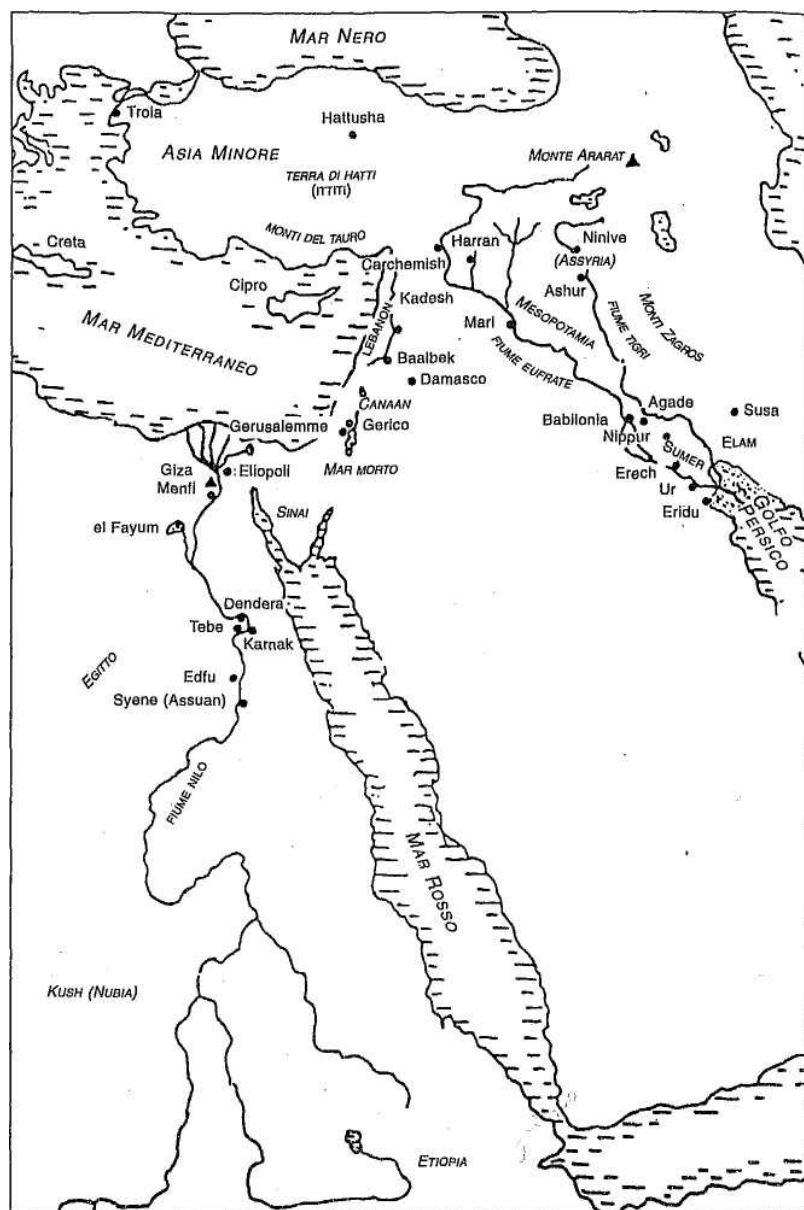 MAR NERO
Troia
Hattusha
ASIA MINORE
MONTE ARARAT
TERRA DI HATTI
(ITTITI)
MONTI DEL TAURO
Creta
Harran
Ninive
(ASSYRIA)
Carchemish
Cipro
Ashur
Kadesh
MAR MEDITERRANEO
LEBANON
Mari
MESOPOTAMIA
FIUME TIGRI
MONTI ZAGROS
FIUME EUFRATE
Baalbek
Damasco
CANAAN
Agade
Susa
Babilonia
Gerusalemme
Gerico
Nippur
ELAM
SUMER
MAR MORTO
Giza
Eliopoli
Menfi
Erech
Ur
Eridu
GOLFO
PERSICO
SINAI
el Fayum
Dendera
Tebe
Karnak
EGITTO
Edfu
Syene (Assuan)
FIUME NILO
MAR ROSSO
KUSH (NUBIA)
ETIOPIA